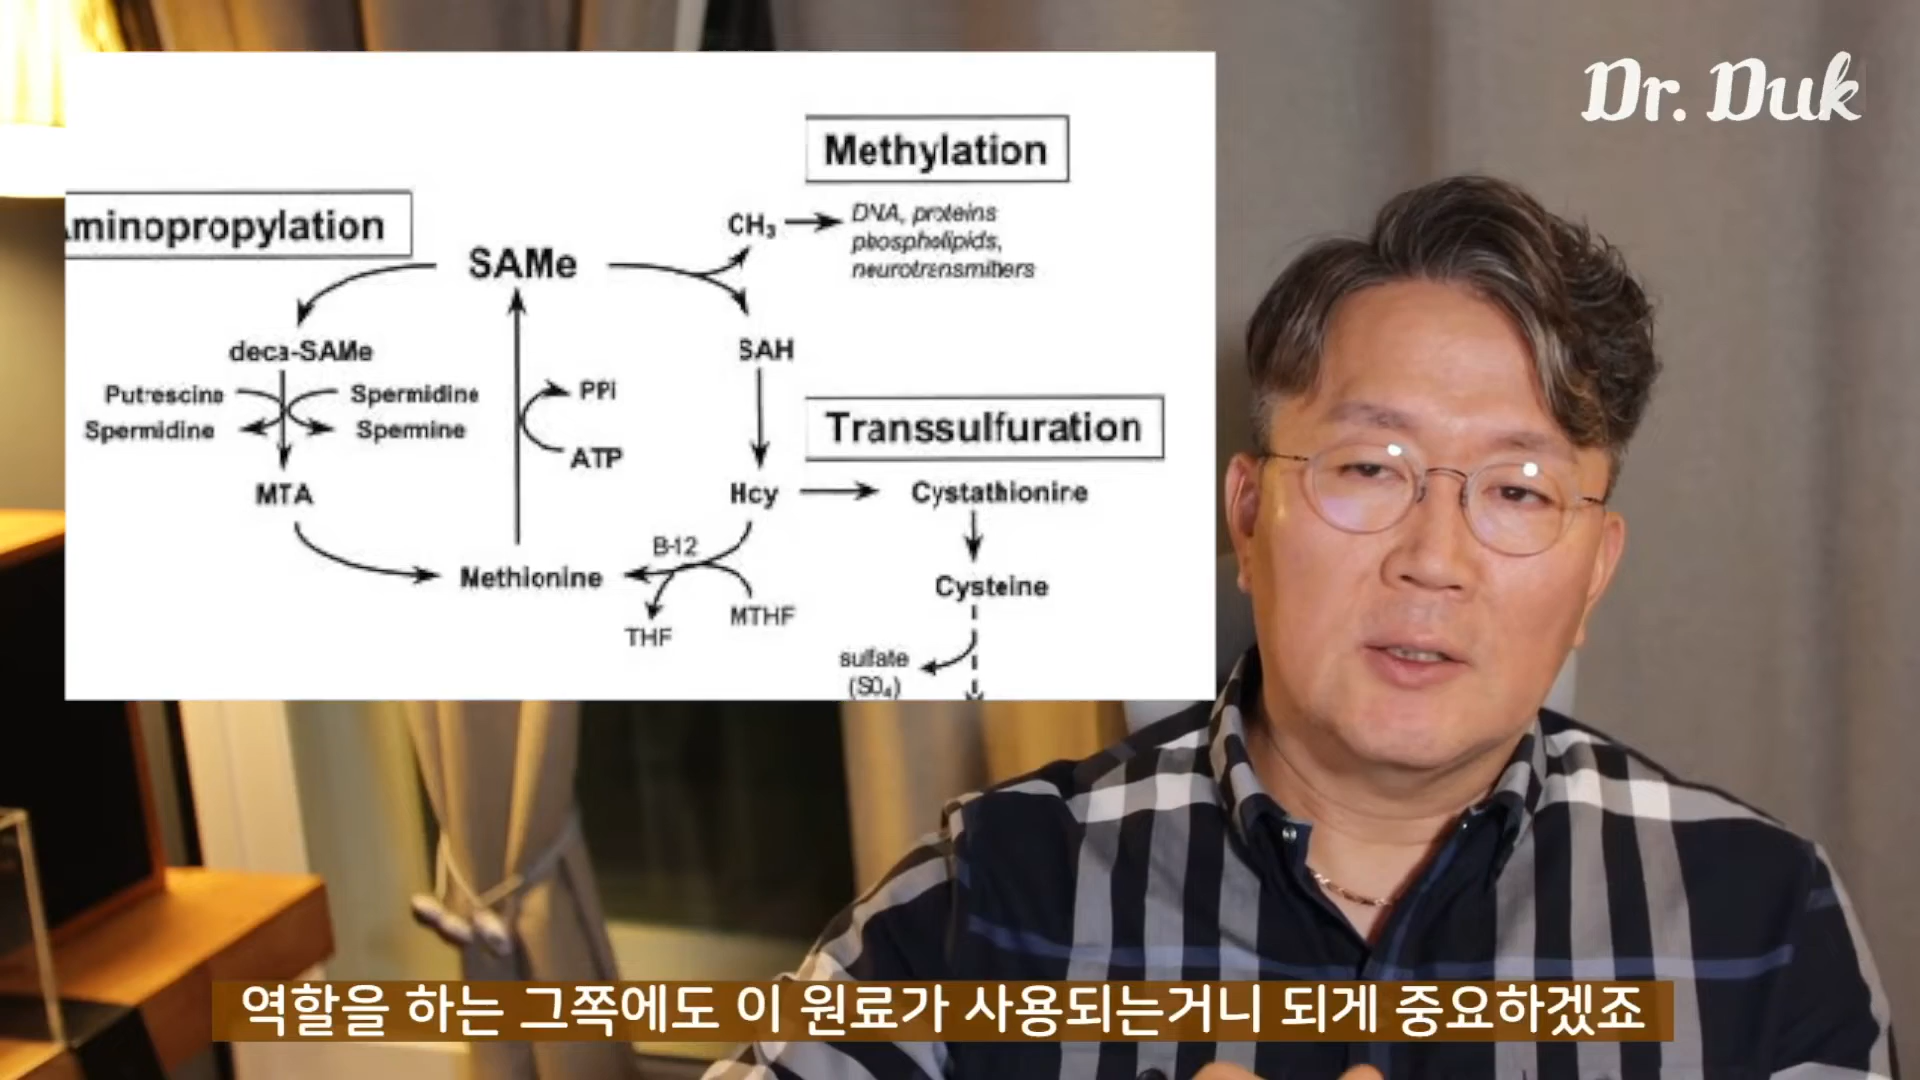 Dr. Duk
Methylation
minopropylation
SAMe
CH₃
DNA, proteins
phospholipids,
neurotransmitters
deca-SAMe
SAH
Putrescine
Spermidine
Spermidine
Spermine
PPi
ATP
Transsulfuration
MTA
Hcy
Cystathionine
B-12
Methionine
Cysteine
MTHF
THF
sulfate
(SO₄)
역할을 하는 그쪽에도 이 원료가 사용되는거니 되게 중요하겠죠